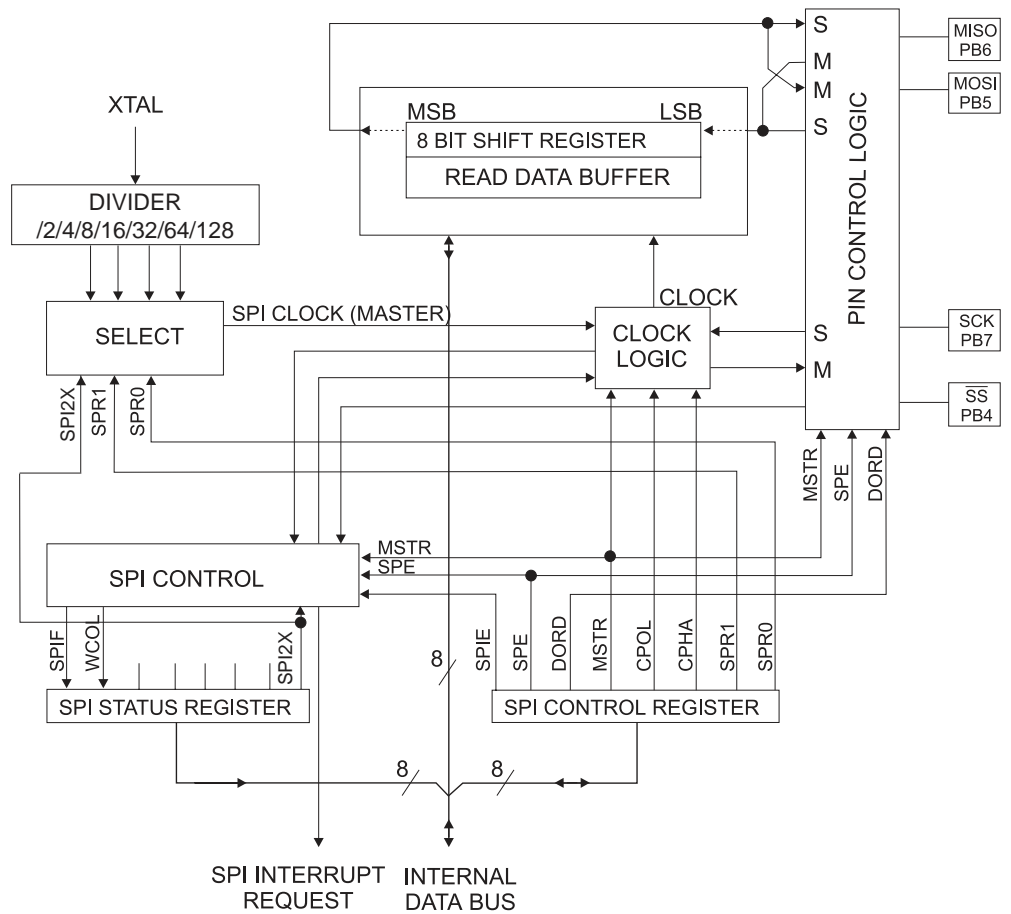 S
MISO
PB6
M
M
MOSI
PB5
S
XTAL
MSB
LSB
8 BIT SHIFT REGISTER
READ DATA BUFFER
PIN CONTROL LOGIC
DIVIDER
/2/4/8/16/32/64/128
SPI CLOCK (MASTER)
CLOCK
SELECT
CLOCK
LOGIC
S
M
SCK
PB7
SS
PB4
SPI2X
SPR1
SPR0
MSTR
SPE
DORD
MSTR
SPE
SPI CONTROL
SPIF
WCOL
SPI2X
8
SPIE
SPE
DORD
MSTR
CPOL
CPHA
SPR1
SPR0
SPI STATUS REGISTER
SPI CONTROL REGISTER
8
8
SPI INTERRUPT
REQUEST
INTERNAL
DATA BUS